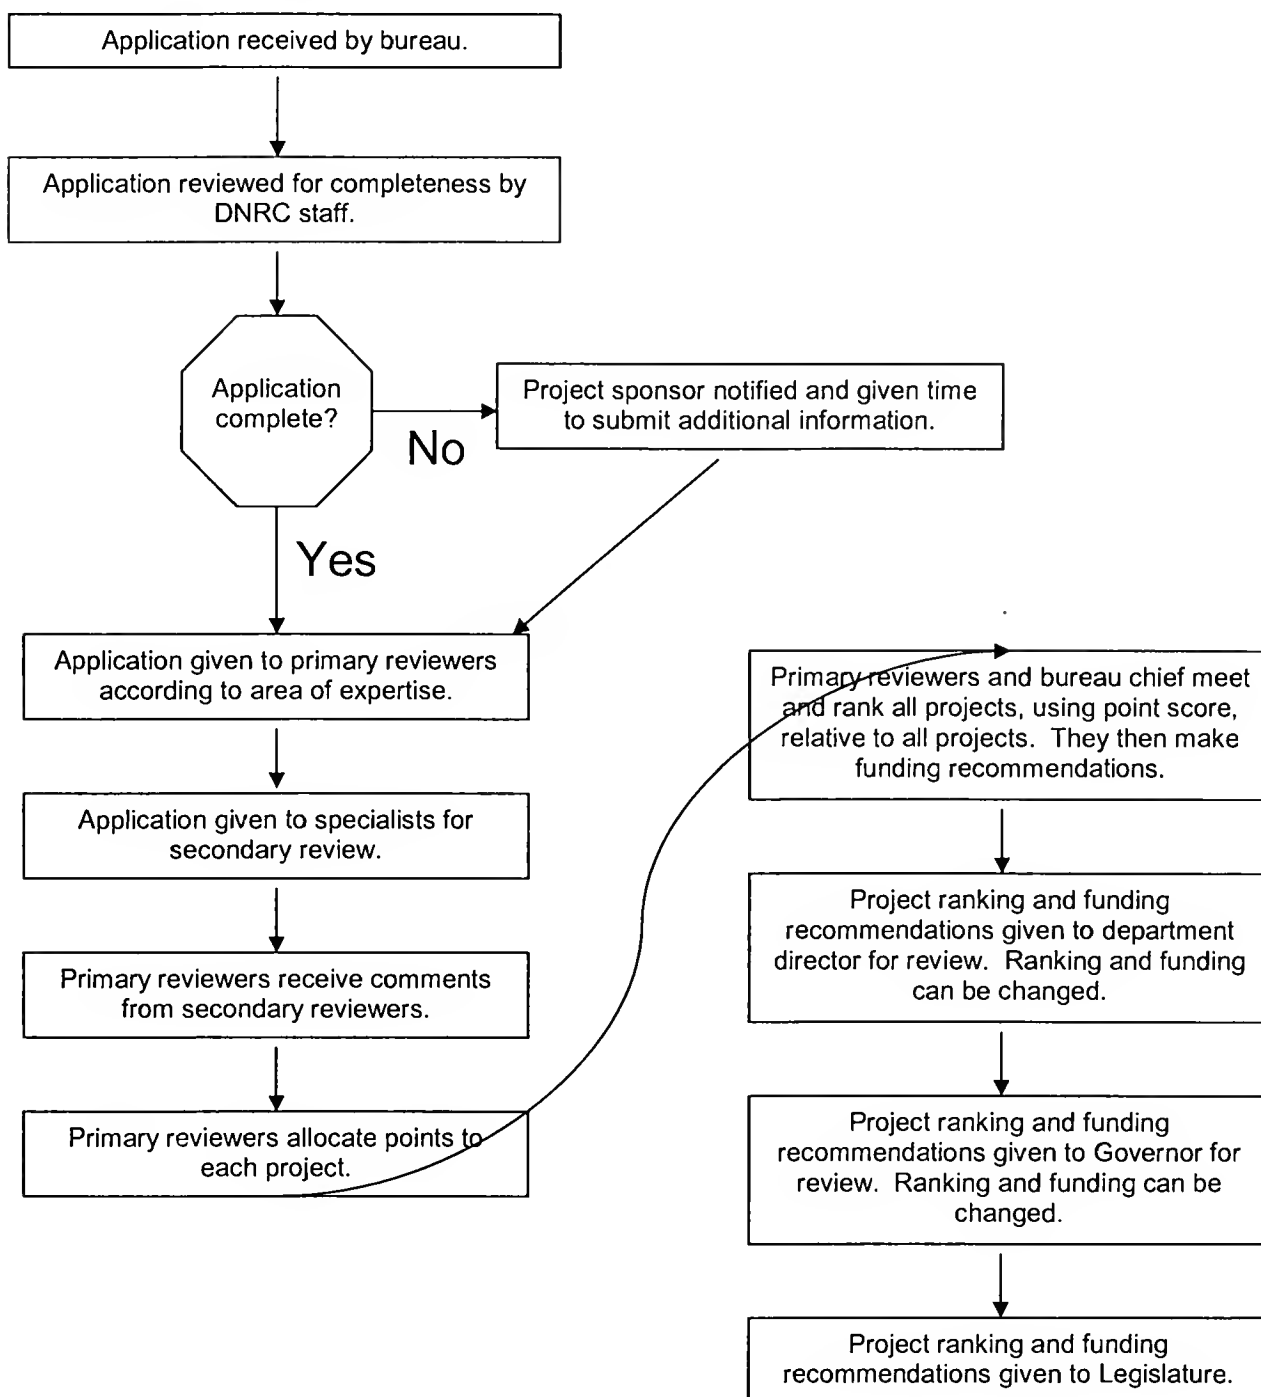 Application received by bureau.
Application reviewed for completeness by
DNRC staff.
Application
complete?
No
Project sponsor notified and given time
to submit additional information.
Yes
Application given to primary reviewers
according to area of expertise.
Application given to specialists for
secondary review.
Primary reviewers receive comments
from secondary reviewers.
Primary reviewers allocate points to
each project.
Primary reviewers and bureau chief meet
and rank all projects, using point score,
relative to all projects.  They then make
funding recommendations.
Project ranking and funding
recommendations given to department
director for review.  Ranking and funding
can be changed.
Project ranking and funding
recommendations given to Governor for
review.  Ranking and funding can be
changed.
Project ranking and funding
recommendations given to Legislature.